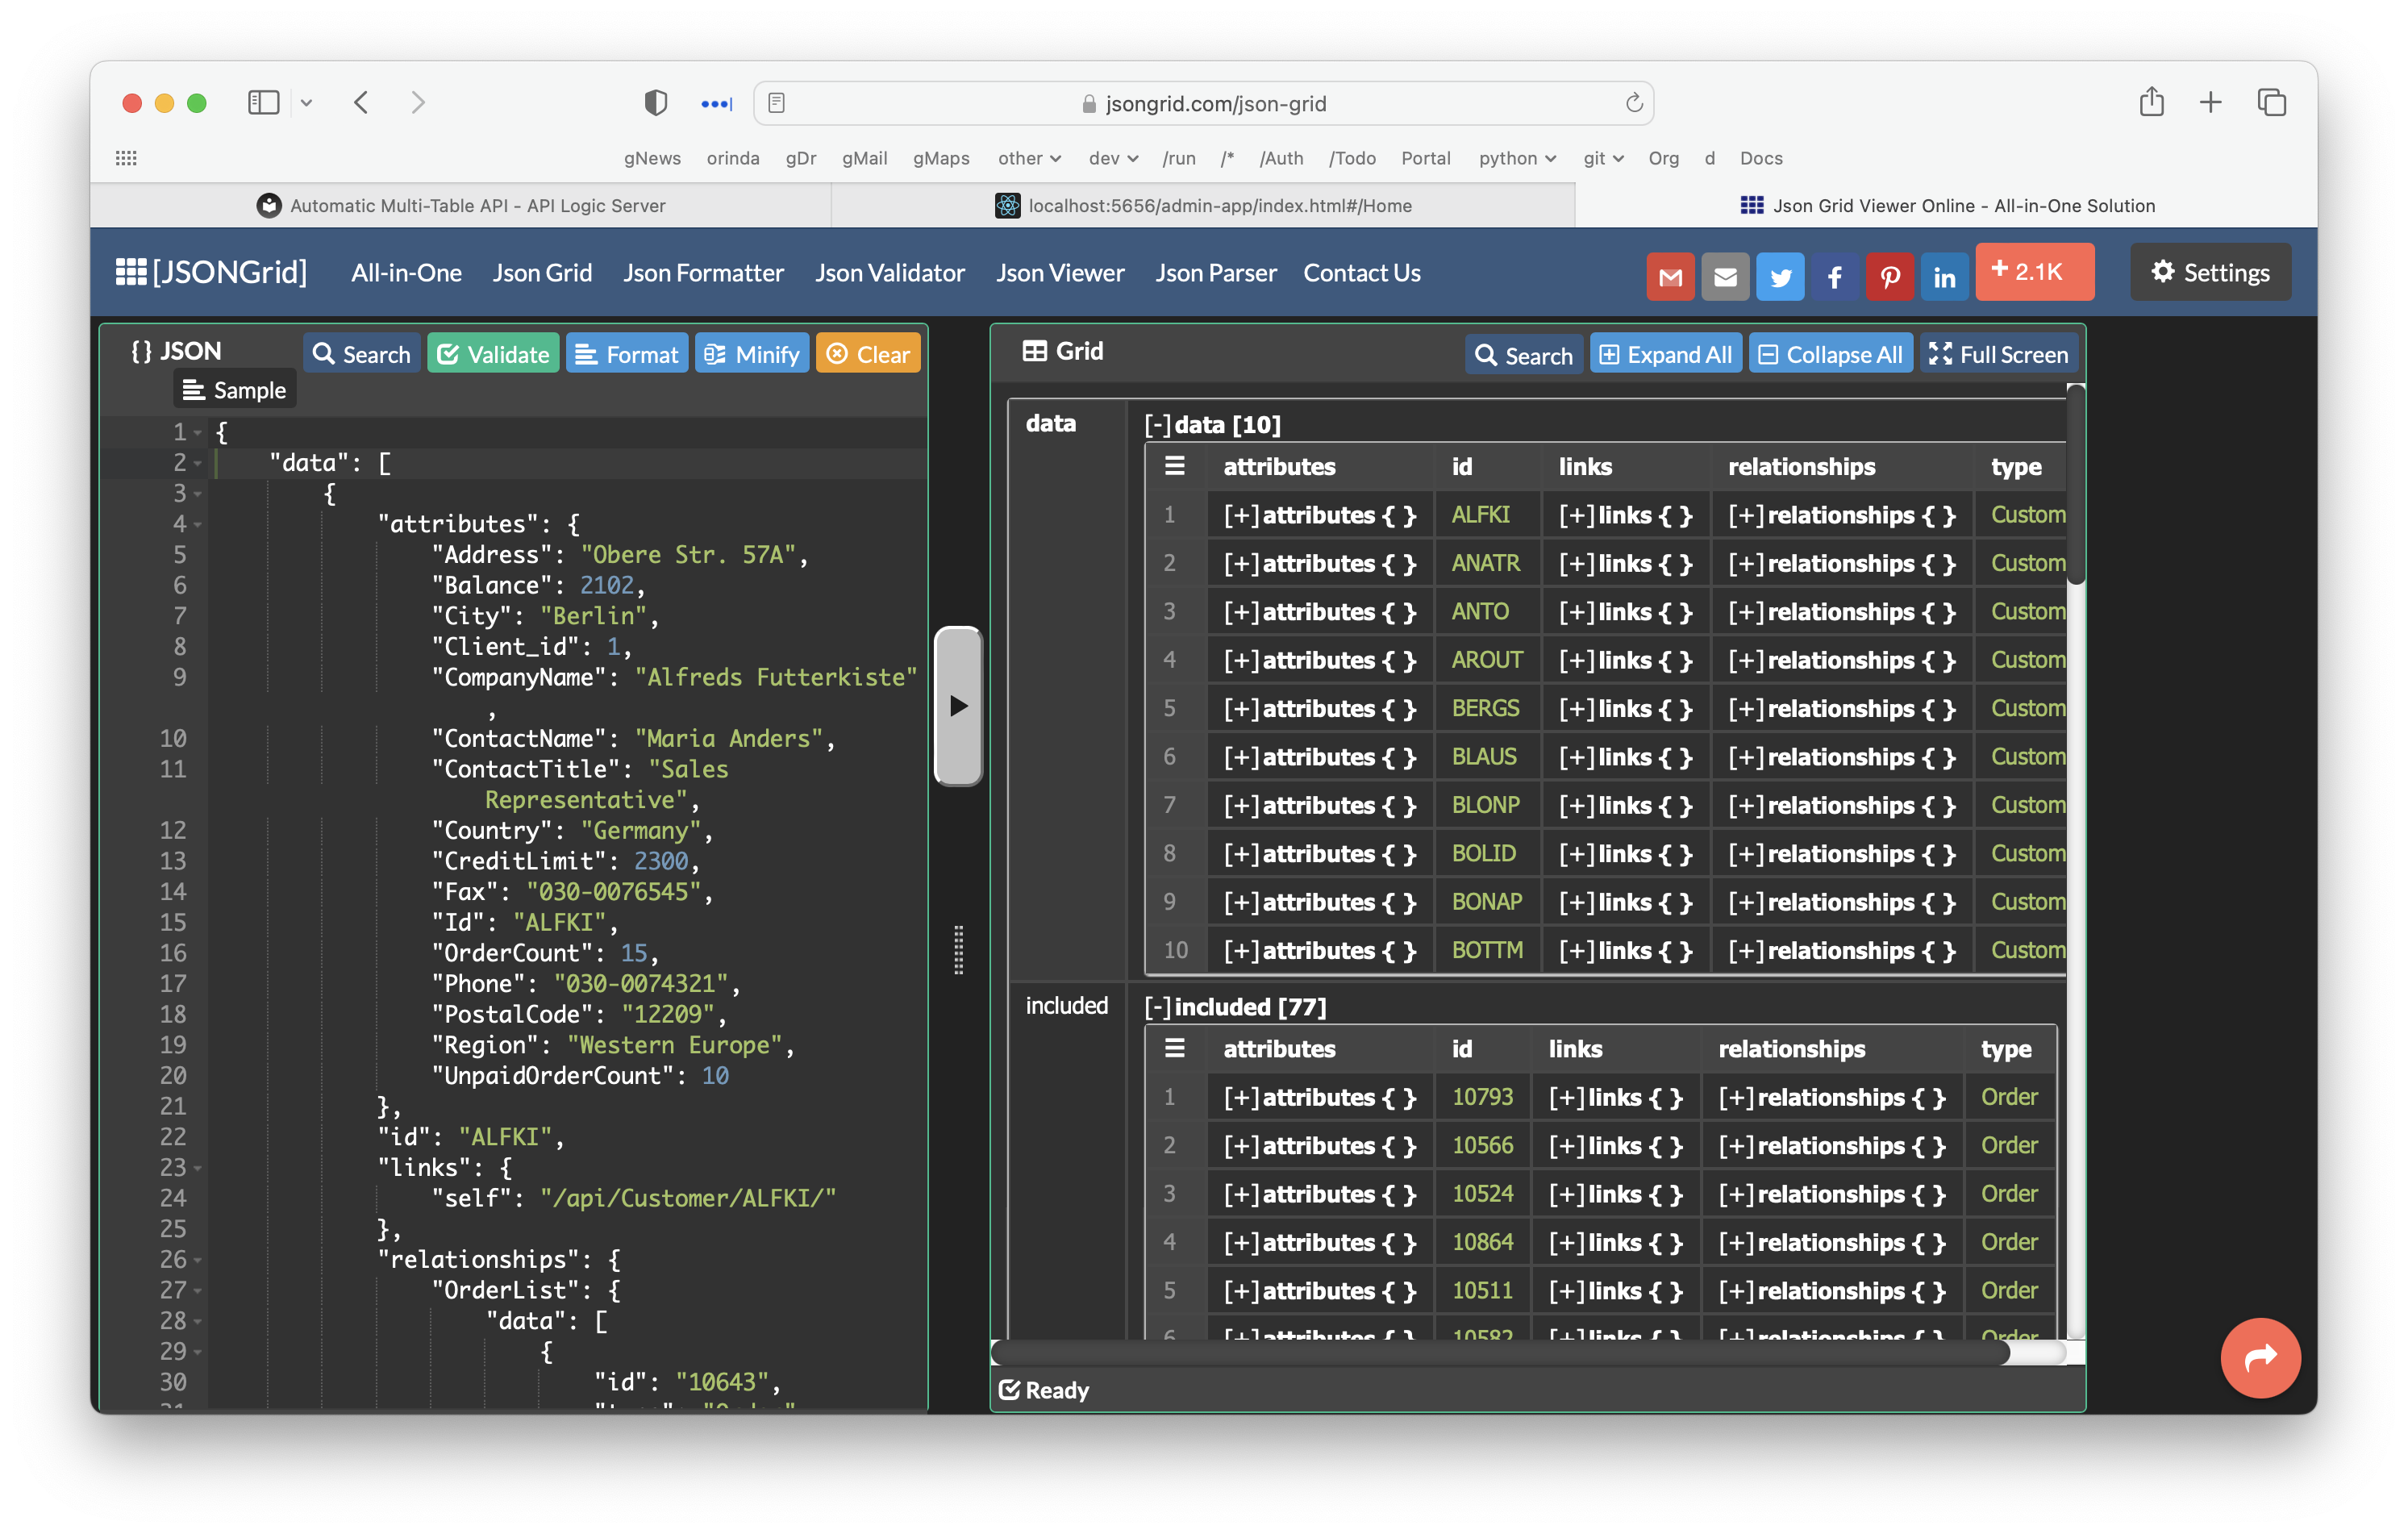 jsongrid.com/json-grid
gNews orinda gDr gMail gMaps other dev /run /* /Auth /Todo Portal python git Org d Docs
Automatic Multi-Table API - API Logic Server
localhost:5656/admin-app/index.html#/Home
Json Grid Viewer Online - All-in-One Solution
[JSONGrid] All-in-One Json Grid Json Formatter Json Validator Json Viewer Json Parser Contact Us
+ 2.1K
Settings
{} JSON
Search Validate Format Minify Clear
Sample
1 {
2 "data": [
3 {
4 "attributes": {
5 "Address": "Obere Str. 57A",
6 "Balance": 2102,
7 "City": "Berlin",
8 "Client_id": 1,
9 "CompanyName": "Alfreds Futterkiste"
,
10 "ContactName": "Maria Anders",
11 "ContactTitle": "Sales
Representative",
12 "Country": "Germany",
13 "CreditLimit": 2300,
14 "Fax": "030-0076545",
15 "Id": "ALFKI",
16 "OrderCount": 15,
17 "Phone": "030-0074321",
18 "PostalCode": "12209",
19 "Region": "Western Europe",
20 "UnpaidOrderCount": 10
21 },
22 "id": "ALFKI",
23 "links": {
24 "self": "/api/Customer/ALFKI/"
25 },
26 "relationships": {
27 "OrderList": {
28 "data": [
29 {
30 "id": "10643",
Grid
Search Expand All Collapse All Full Screen
data
[-]data [10]
attributes id links relationships type
1 [+]attributes { } ALFKI [+]links { } [+]relationships { } Custom
2 [+]attributes { } ANATR [+]links { } [+]relationships { } Custom
3 [+]attributes { } ANTO [+]links { } [+]relationships { } Custom
4 [+]attributes { } AROUT [+]links { } [+]relationships { } Custom
5 [+]attributes { } BERGS [+]links { } [+]relationships { } Custom
6 [+]attributes { } BLAUS [+]links { } [+]relationships { } Custom
7 [+]attributes { } BLONP [+]links { } [+]relationships { } Custom
8 [+]attributes { } BOLID [+]links { } [+]relationships { } Custom
9 [+]attributes { } BONAP [+]links { } [+]relationships { } Custom
10 [+]attributes { } BOTTM [+]links { } [+]relationships { } Custom
included
[-]included [77]
attributes id links relationships type
1 [+]attributes { } 10793 [+]links { } [+]relationships { } Order
2 [+]attributes { } 10566 [+]links { } [+]relationships { } Order
3 [+]attributes { } 10524 [+]links { } [+]relationships { } Order
4 [+]attributes { } 10864 [+]links { } [+]relationships { } Order
5 [+]attributes { } 10511 [+]links { } [+]relationships { } Order
6 [+]attributes { } 10582 [+]links { } [+]relationships { } Order
Ready